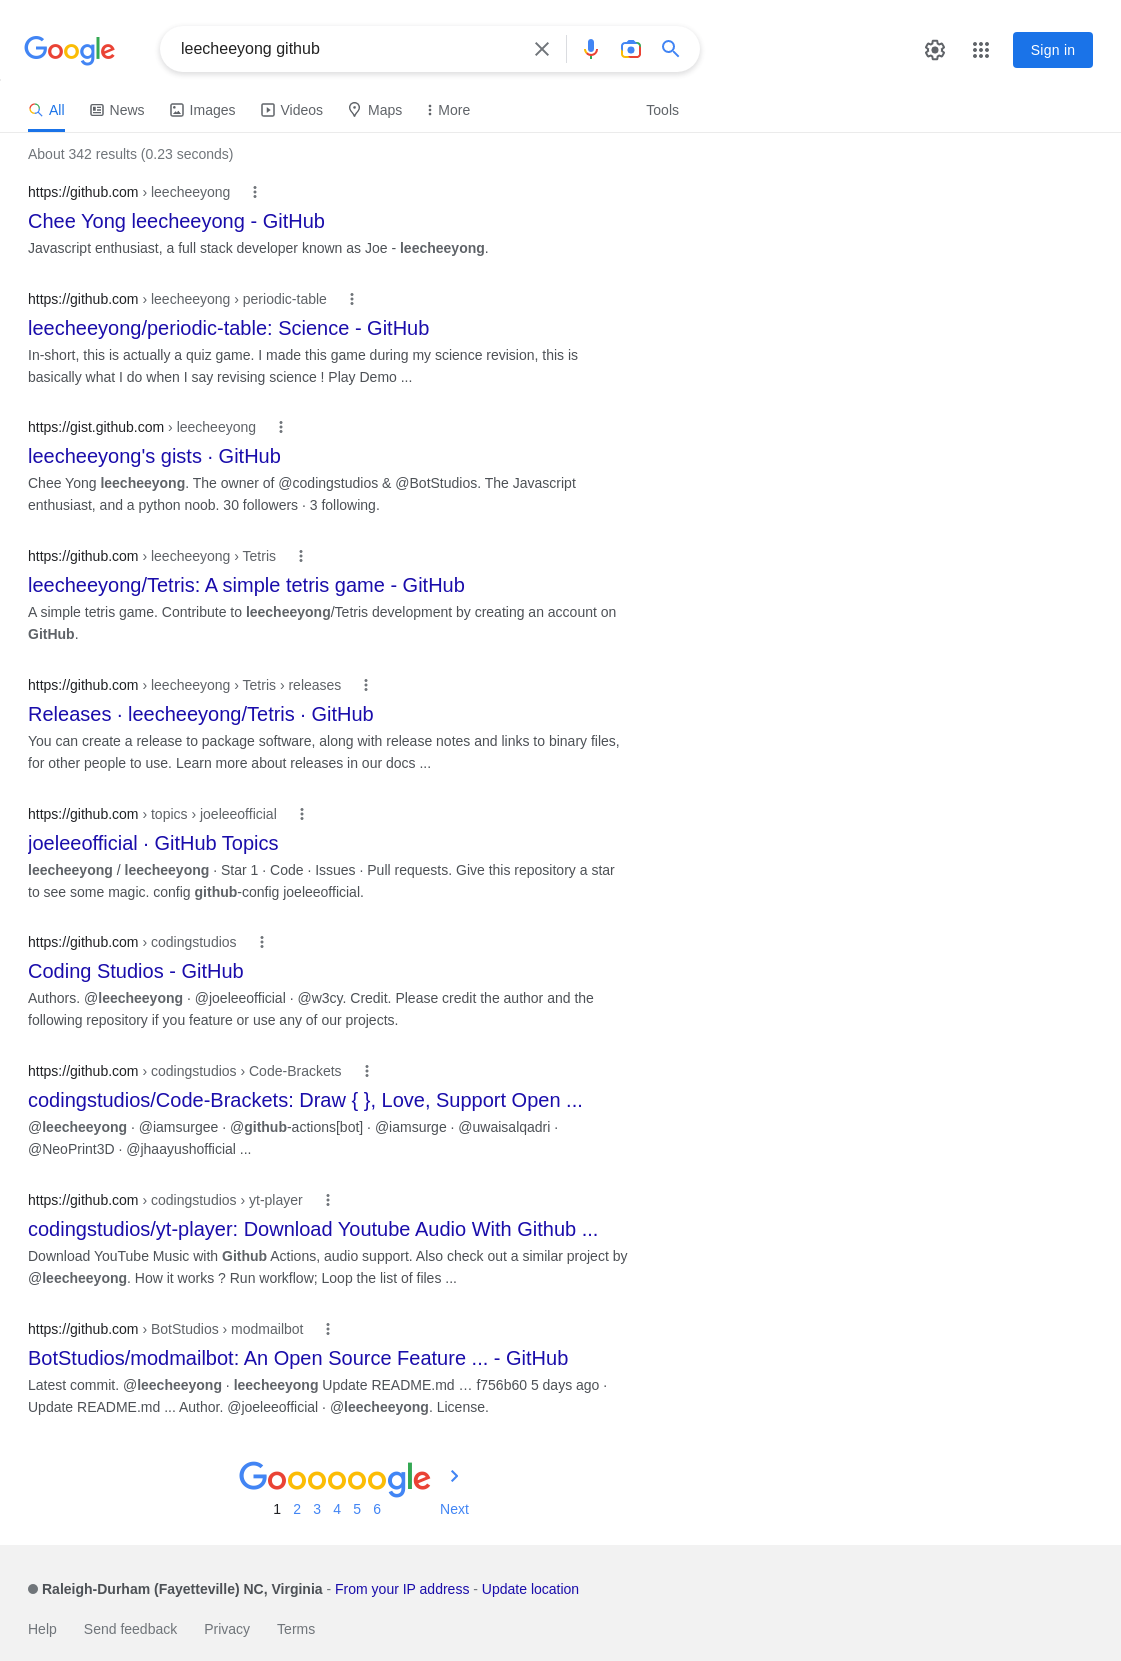 Google
leecheeyong github
Sign in
All
News
Images
Videos
Maps
More
Tools
About 342 results (0.23 seconds)
https://github.com › leecheeyong
Chee Yong leecheeyong - GitHub
Javascript enthusiast, a full stack developer known as Joe - leecheeyong.
https://github.com › leecheeyong › periodic-table
leecheeyong/periodic-table: Science - GitHub
In-short, this is actually a quiz game. I made this game during my science revision, this is
basically what I do when I say revising science ! Play Demo ...
https://gist.github.com › leecheeyong
leecheeyong's gists · GitHub
Chee Yong leecheeyong. The owner of @codingstudios & @BotStudios. The Javascript
enthusiast, and a python noob. 30 followers · 3 following.
https://github.com › leecheeyong › Tetris
leecheeyong/Tetris: A simple tetris game - GitHub
A simple tetris game. Contribute to leecheeyong/Tetris development by creating an account on
GitHub.
https://github.com › leecheeyong › Tetris › releases
Releases · leecheeyong/Tetris · GitHub
You can create a release to package software, along with release notes and links to binary files,
for other people to use. Learn more about releases in our docs ...
https://github.com › topics › joeleeofficial
joeleeofficial · GitHub Topics
leecheeyong / leecheeyong · Star 1 · Code · Issues · Pull requests. Give this repository a star
to see some magic. config github-config joeleeofficial.
https://github.com › codingstudios
Coding Studios - GitHub
Authors. @leecheeyong · @joeleeofficial · @w3cy. Credit. Please credit the author and the
following repository if you feature or use any of our projects.
https://github.com › codingstudios › Code-Brackets
codingstudios/Code-Brackets: Draw { }, Love, Support Open ...
@leecheeyong · @iamsurgee · @github-actions[bot] · @iamsurge · @uwaisalqadri ·
@NeoPrint3D · @jhaayushofficial ...
https://github.com › codingstudios › yt-player
codingstudios/yt-player: Download Youtube Audio With Github ...
Download YouTube Music with Github Actions, audio support. Also check out a similar project by
@leecheeyong. How it works ? Run workflow; Loop the list of files ...
https://github.com › BotStudios › modmailbot
BotStudios/modmailbot: An Open Source Feature ... - GitHub
Latest commit. @leecheeyong · leecheeyong Update README.md … f756b60 5 days ago ·
Update README.md ... Author. @joeleeofficial · @leecheeyong. License.
Goooooogle
1 2 3 4 5 6 Next
Raleigh-Durham (Fayetteville) NC, Virginia - From your IP address - Update location
Help Send feedback Privacy Terms